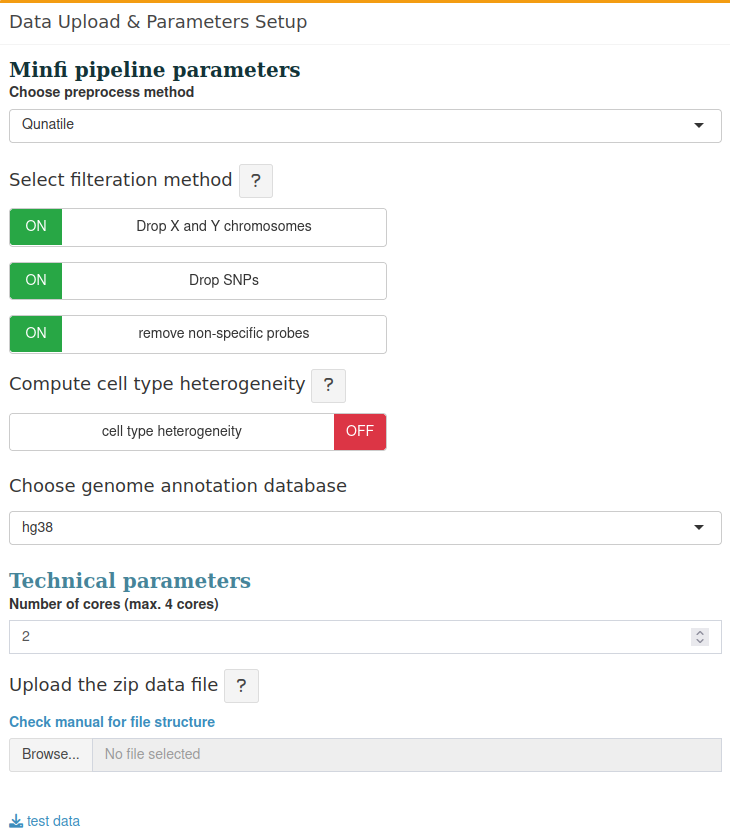 Data Upload & Parameters Setup
Minfi pipeline parameters
Choose preprocess method
Qunatile
Select filteration method ?
ON Drop X and Y chromosomes
ON Drop SNPs
ON remove non-specific probes
Compute cell type heterogeneity ?
cell type heterogeneity OFF
Choose genome annotation database
hg38
Technical parameters
Number of cores (max. 4 cores)
2
Upload the zip data file ?
Check manual for file structure
Browse... No file selected
test data